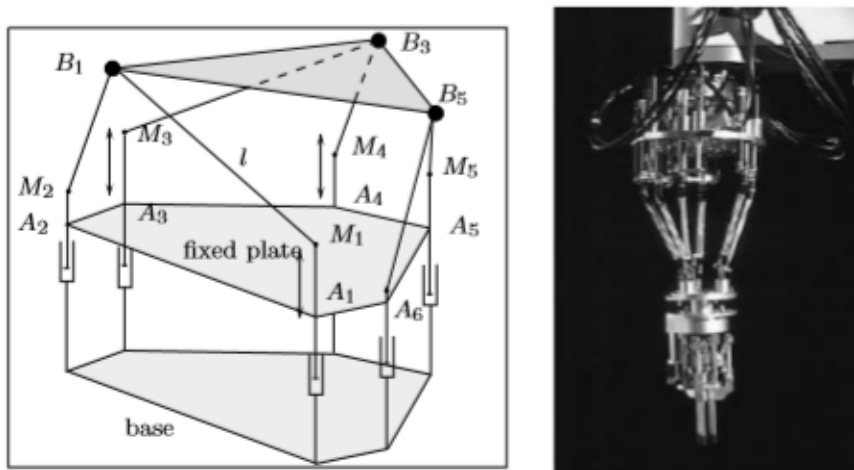 B₃
B₁
B₅
M₃
l
M₄
M₅
M₂
A₂
A₃
A₄
A₅
fixed plate
M₁
A₁
A₆
base